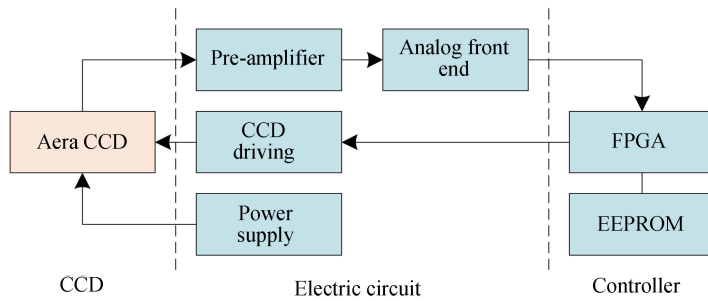 Pre-amplifier
Analog front
end
Aera CCD
CCD
driving
FPGA
Power
supply
EEPROM
CCD
Electric circuit
Controller